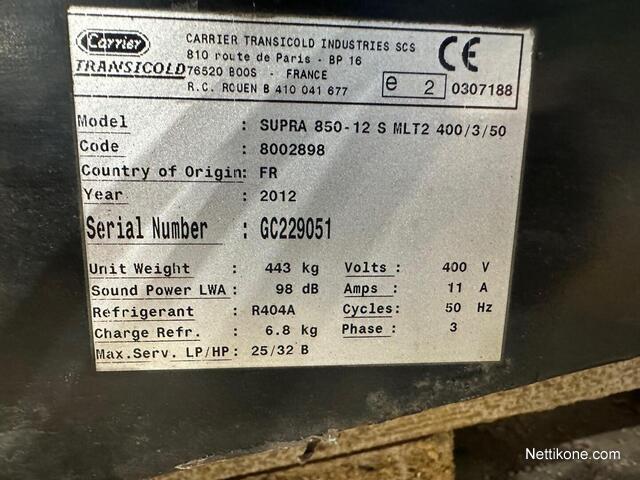 Carrier
TRANSICOLD
CARRIER TRANSICOLD INDUSTRIES SCS
810 route de Paris - BP 16
76520 BOOS - FRANCE
R.C. ROUEN B 410 041 677
CE
e 2 0307188
Model : SUPRA 850-12 S MLT2 400/3/50
Code : 8002898
Country of Origin: FR
Year : 2012
Serial Number : GC229051
Unit Weight : 443 kg Volts : 400 V
Sound Power LWA : 98 dB Amps : 11 A
Refrigerant : R404A Cycles: 50 Hz
Charge Refr. : 6.8 kg Phase : 3
Max.Serv. LP/HP: 25/32 B
Nettikone.com